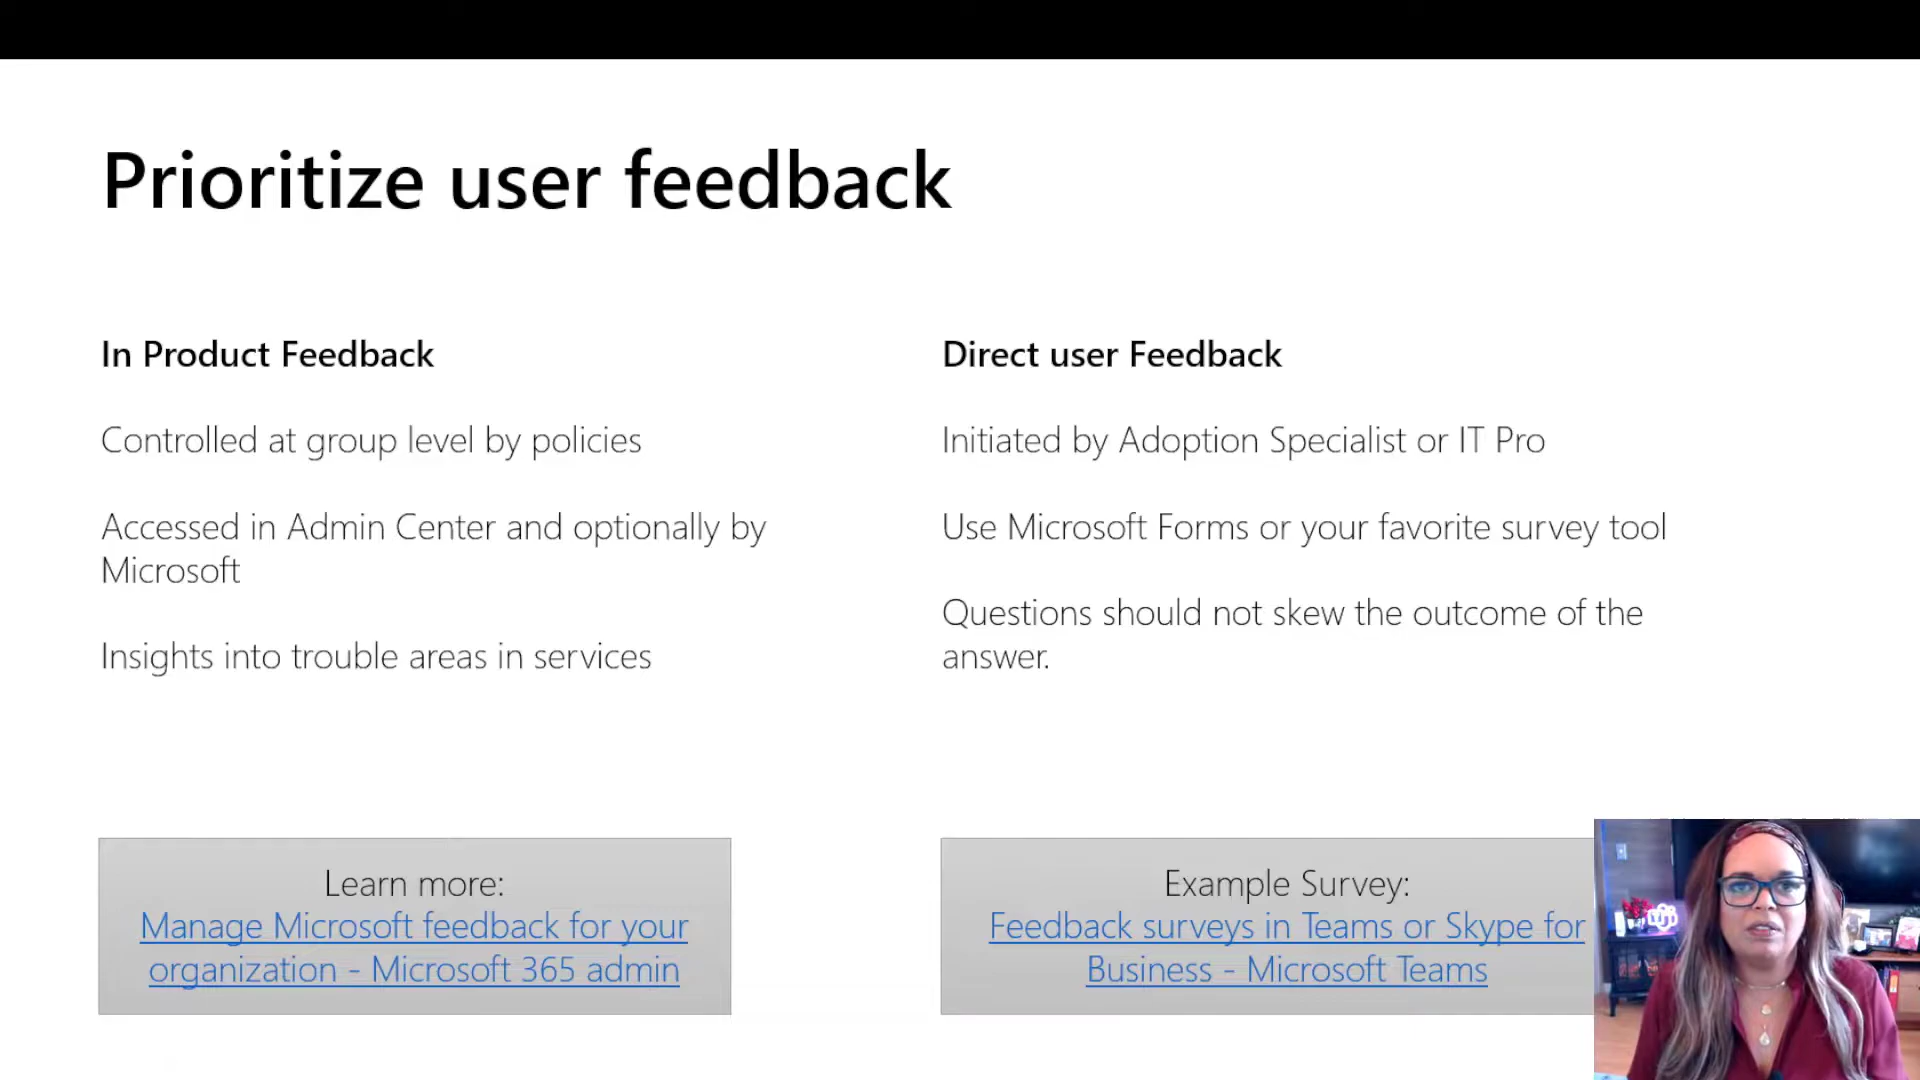 Prioritize user feedback
In Product Feedback
Controlled at group level by policies
Accessed in Admin Center and optionally by
Microsoft
Insights into trouble areas in services
Direct user Feedback
Initiated by Adoption Specialist or IT Pro
Use Microsoft Forms or your favorite survey tool
Questions should not skew the outcome of the
answer.
Learn more:
Manage Microsoft feedback for your
organization - Microsoft 365 admin
Example Survey:
Feedback surveys in Teams or Skype for
Business - Microsoft Teams